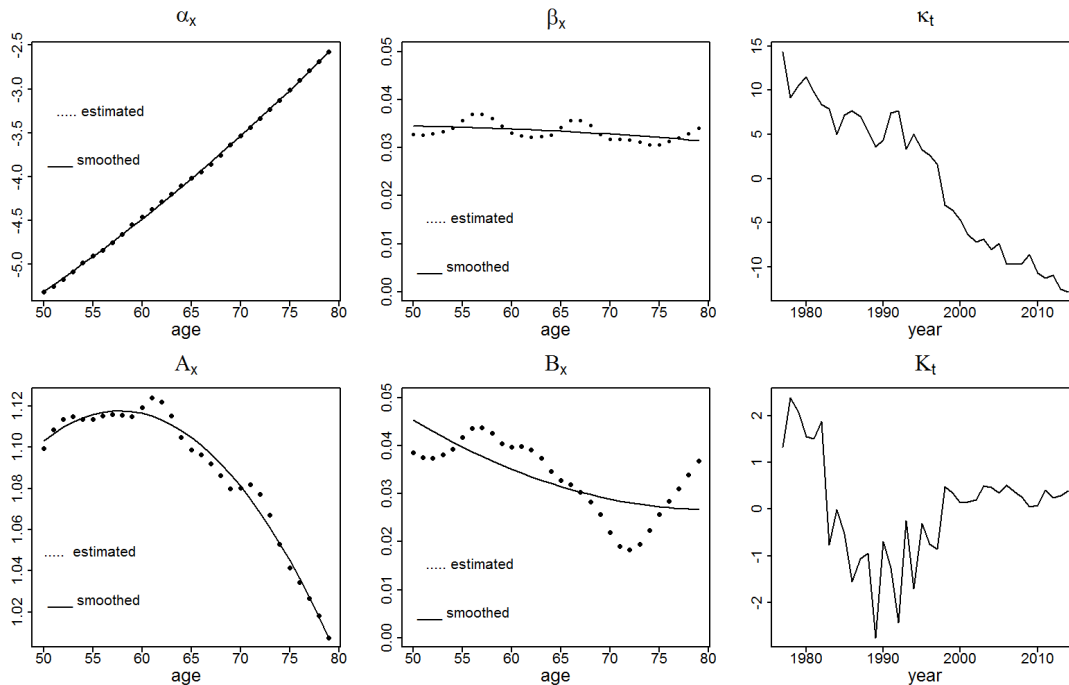 αx βx κt
-2.5 0.05 15
-3.0 0.04 10
estimated
-3.5 0.03 5
smoothed
-4.0 0.02 0
estimated
-4.5 0.01 -5
smoothed
-5.0 0.00 -10
50 55 60 65 70 75 80 50 55 60 65 70 75 80 1980 1990 2000 2010
age age year
Ax Bx Kt
1.12 0.05 2
1.10 0.04 1
1.08 0.03 0
1.06 0.02 -1
estimated estimated
1.04 0.01 -2
smoothed smoothed
1.02 0.00
50 55 60 65 70 75 80 50 55 60 65 70 75 80 1980 1990 2000 2010
age age year